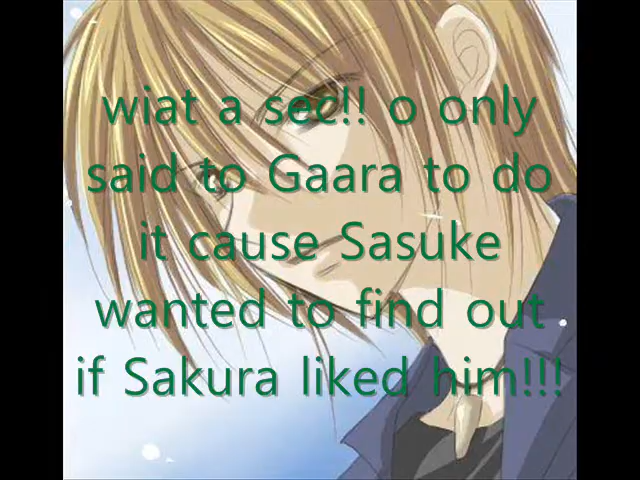 wiat a sec!! o only
said to Gaara to do
it cause Sasuke
wanted to find out
if Sakura liked him!!!